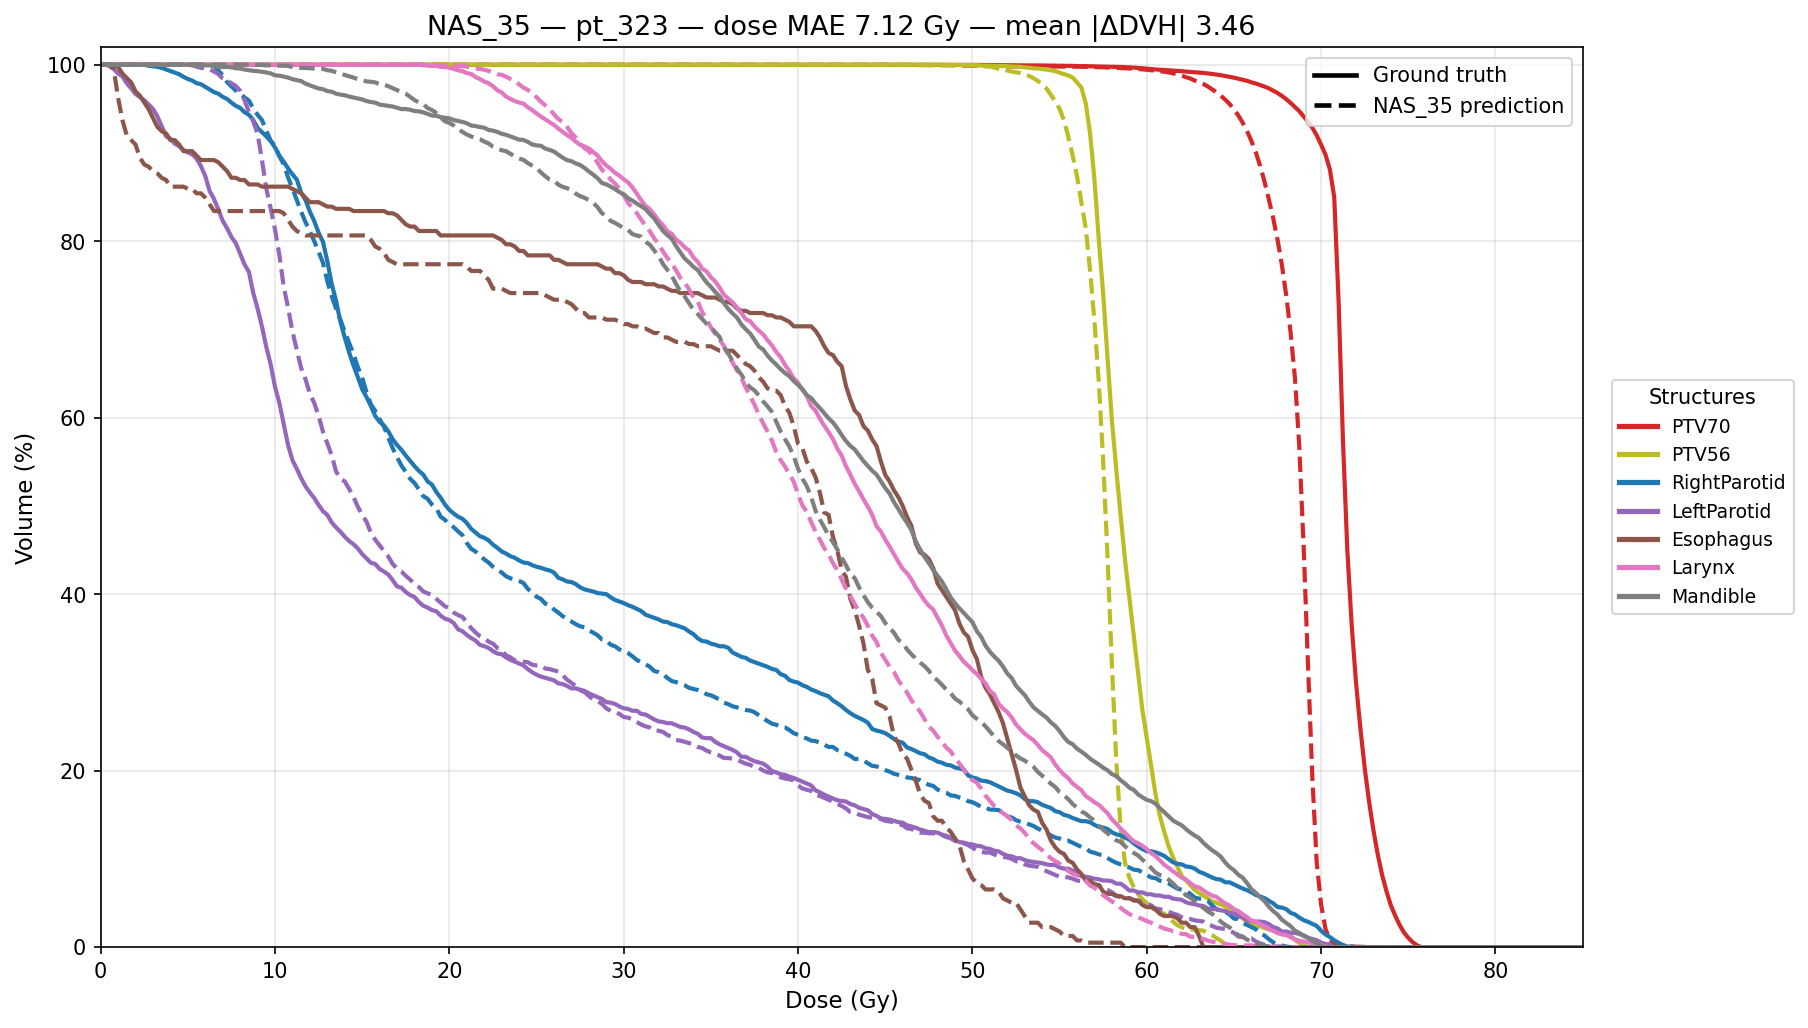 NAS_35 — pt_323 — dose MAE 7.12 Gy — mean |ΔDVH| 3.46
Ground truth
NAS_35 prediction
Structures
PTV70
PTV56
RightParotid
LeftParotid
Esophagus
Larynx
Mandible
Volume (%)
100
80
60
40
20
0
0 10 20 30 40 50 60 70 80
Dose (Gy)